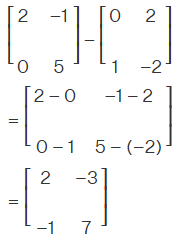 [2 −1] − [0 2]
[0 5] [1 −2]
= [2 − 0 −1 − 2]
[0 − 1 5 − (−2)]
= [2 −3]
[−1 7]